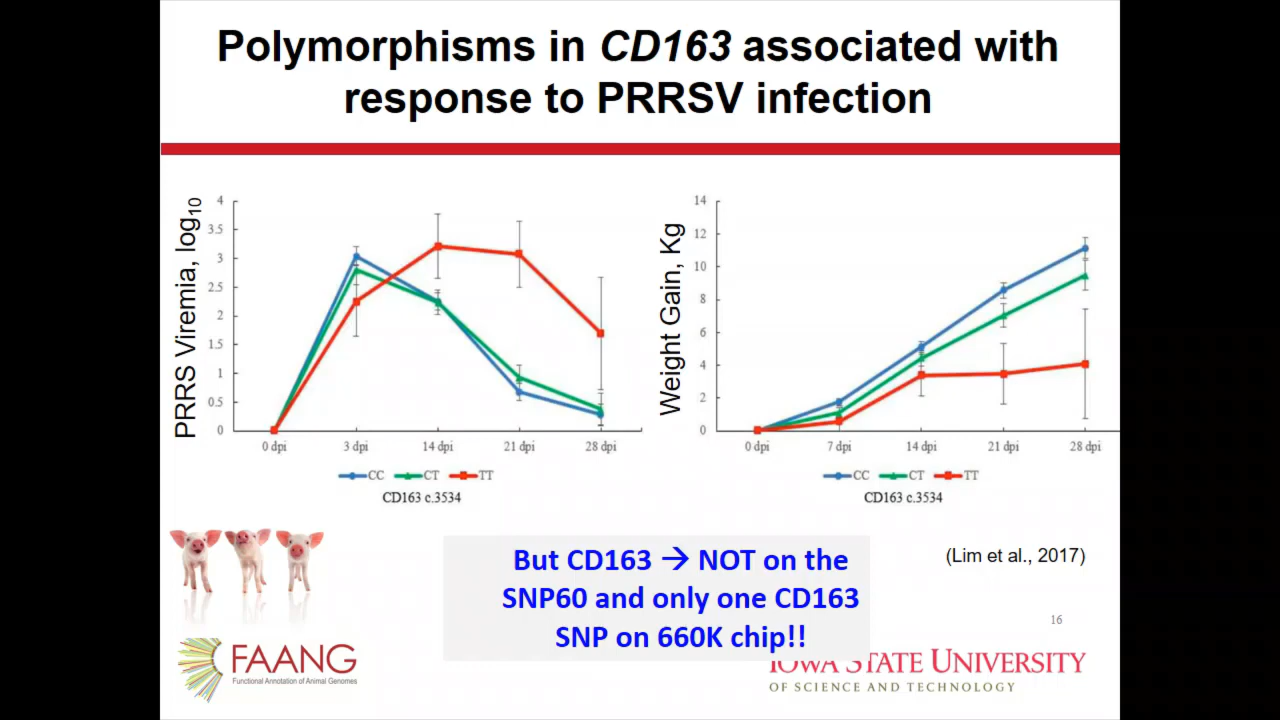 Polymorphisms in CD163 associated with
response to PRRSV infection
PRRS Viremia, log10
4
3.5
3
2.5
2
1.5
1
0.5
0
0 dpi 3 dpi 14 dpi 21 dpi 28 dpi
CC CT TT
CD163 c.3534
Weight Gain, Kg
14
12
10
8
6
4
2
0
0 dpi 7 dpi 14 dpi 21 dpi 28 dpi
CC CT TT
CD163 c.3534
But CD163 → NOT on the
SNP60 and only one CD163
SNP on 660K chip!!
(Lim et al., 2017)
16
FAANG
Functional Annotation of Animal Genomes
IOWA STATE UNIVERSITY
OF SCIENCE AND TECHNOLOGY